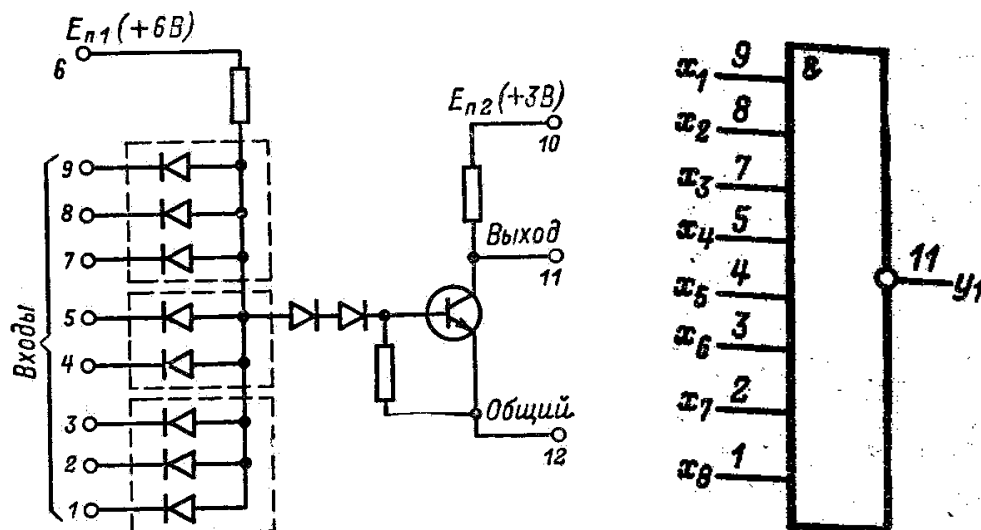 Eп1 (+6В)
6
Eп2 (+3В)
10
Входы
9
8
7
5
4
3
2
1
Выход
11
Общий
12
&
x1 9
x2 8
x3 7
x4 5
x5 4
x6 3
x7 2
x8 1
11
y1